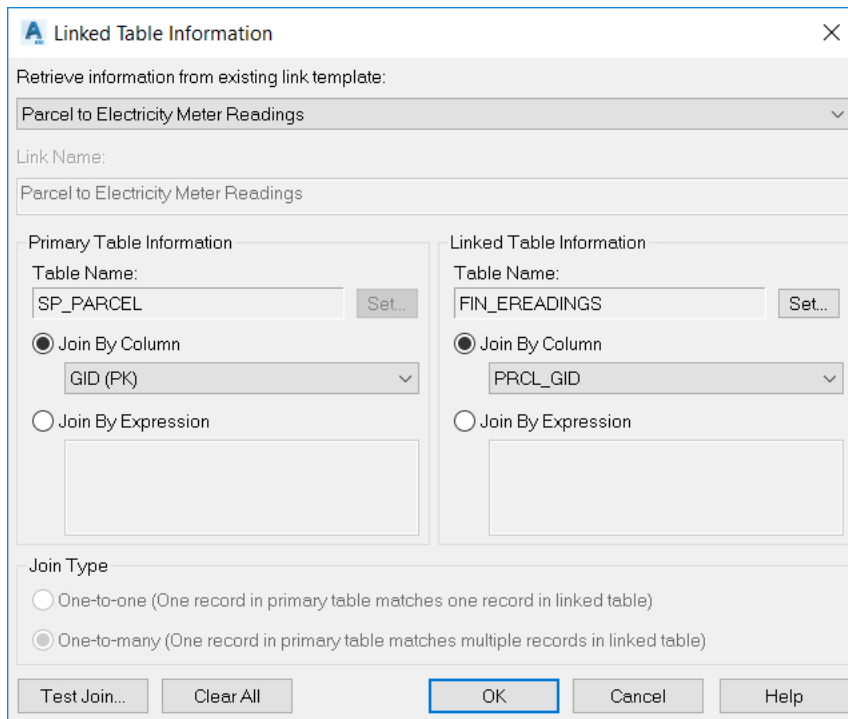 Linked Table Information
Retrieve information from existing link template:
Parcel to Electricity Meter Readings
Link Name:
Parcel to Electricity Meter Readings
Primary Table Information
Table Name:
SP_PARCEL
Set...
Join By Column
GID (PK)
Join By Expression
Linked Table Information
Table Name:
FIN_EREADINGS
Set...
Join By Column
PRCL_GID
Join By Expression
Join Type
One-to-one (One record in primary table matches one record in linked table)
One-to-many (One record in primary table matches multiple records in linked table)
Test Join...
Clear All
OK
Cancel
Help